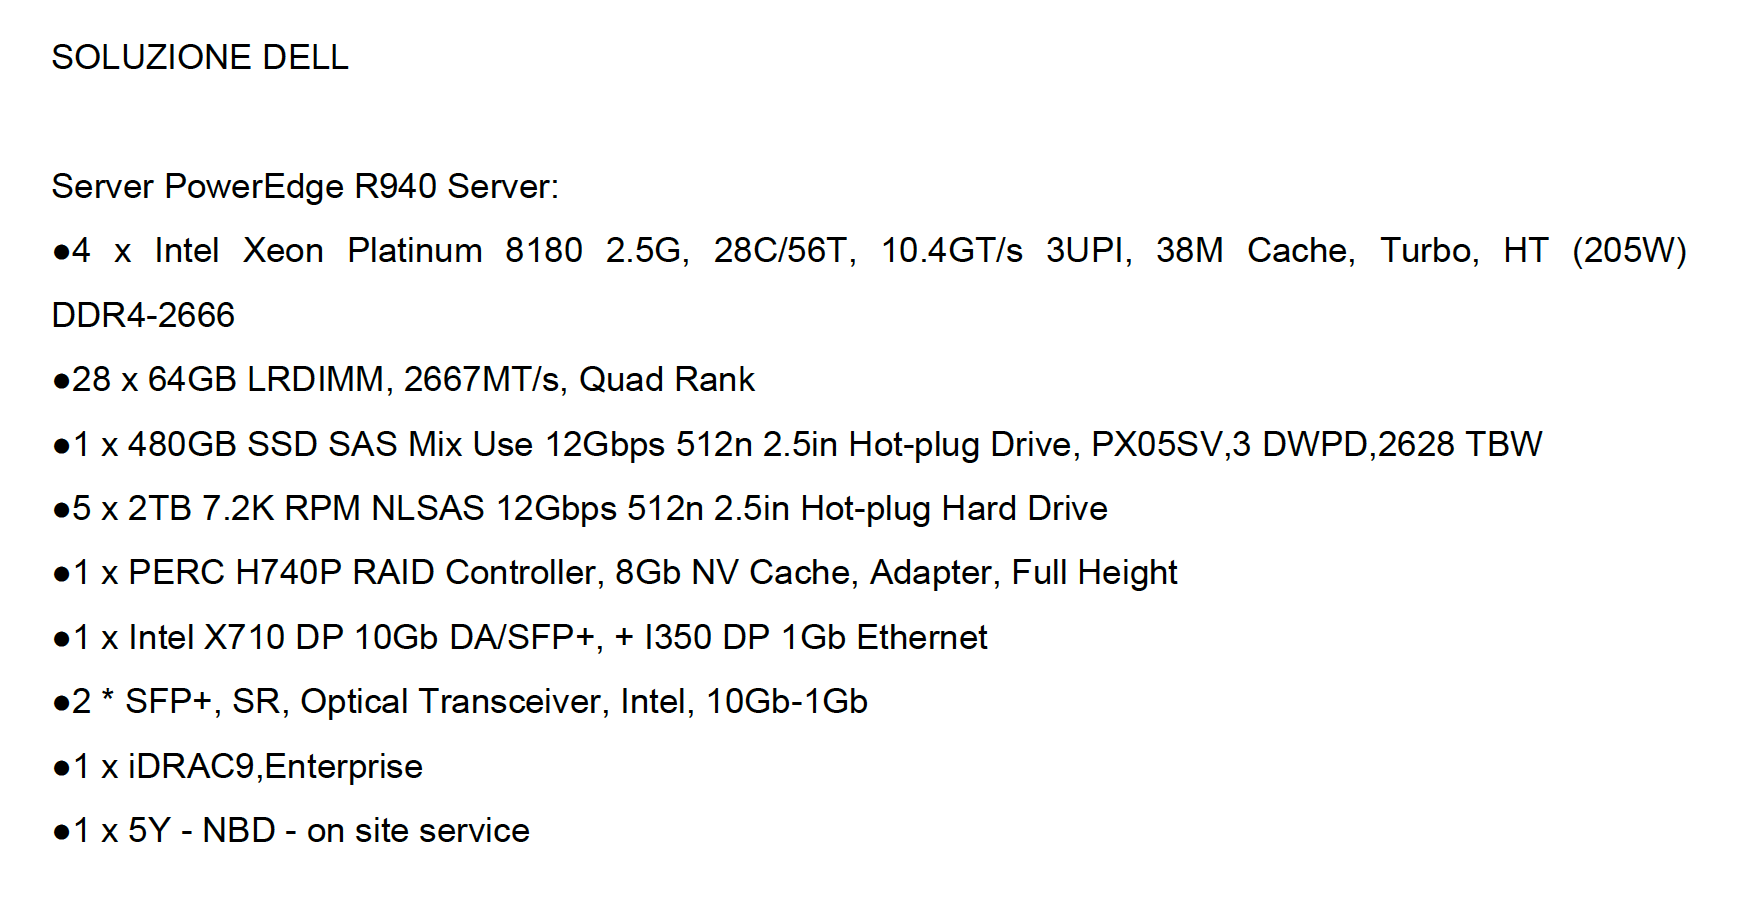 SOLUZIONE DELL
Server PowerEdge R940 Server:
●4 x Intel Xeon Platinum 8180 2.5G, 28C/56T, 10.4GT/s 3UPI, 38M Cache, Turbo, HT (205W)
DDR4-2666
●28 x 64GB LRDIMM, 2667MT/s, Quad Rank
●1 x 480GB SSD SAS Mix Use 12Gbps 512n 2.5in Hot-plug Drive, PX05SV,3 DWPD,2628 TBW
●5 x 2TB 7.2K RPM NLSAS 12Gbps 512n 2.5in Hot-plug Hard Drive
●1 x PERC H740P RAID Controller, 8Gb NV Cache, Adapter, Full Height
●1 x Intel X710 DP 10Gb DA/SFP+, + I350 DP 1Gb Ethernet
●2 * SFP+, SR, Optical Transceiver, Intel, 10Gb-1Gb
●1 x iDRAC9,Enterprise
●1 x 5Y - NBD - on site service